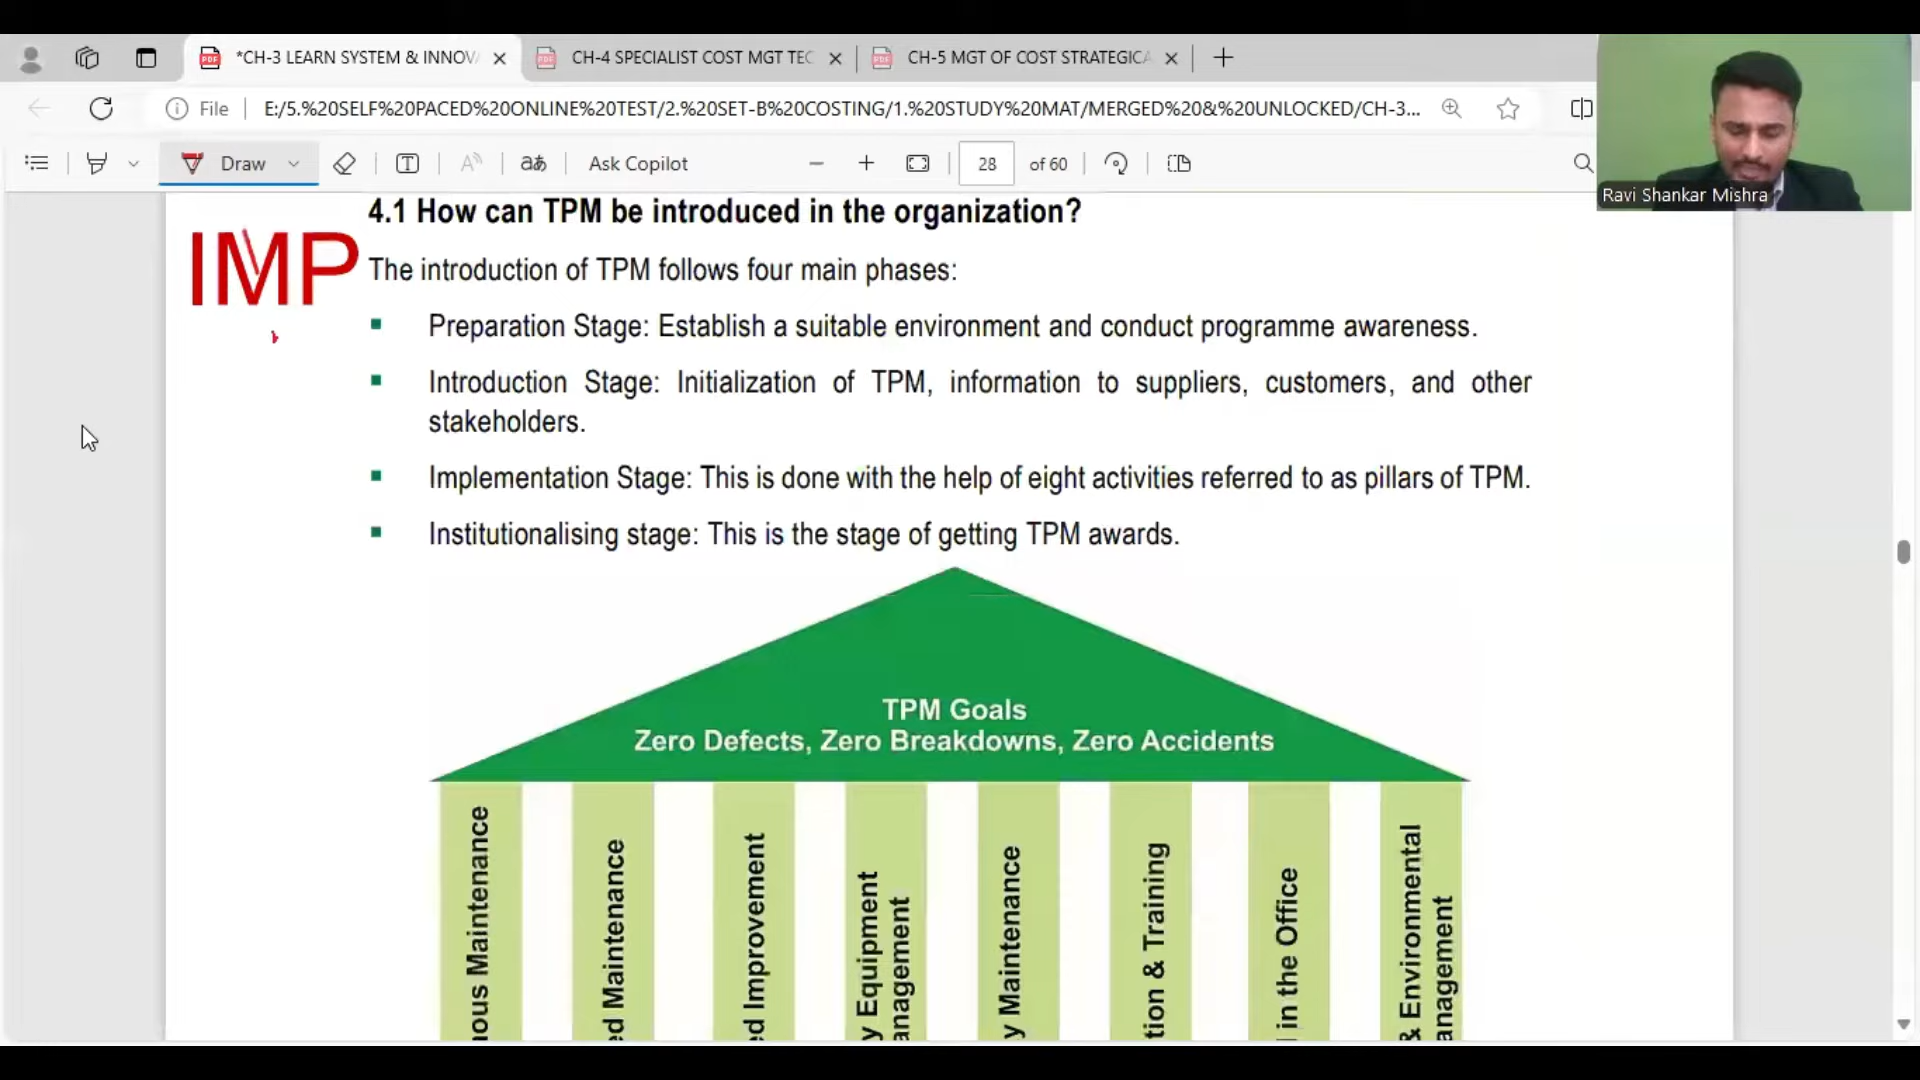 *CH-3 LEARN SYSTEM & INNOV
CH-4 SPECIALIST COST MGT TEC
CH-5 MGT OF COST STRATEGICA
File
E:/5.%20SELF%20PACED%20ONLINE%20TEST/2.%20SET-B%20COSTING/1.%20STUDY%20MAT/MERGED%20&%20UNLOCKED/CH-3...
Draw
Ask Copilot
28
of 60
Ravi Shankar Mishra
4.1 How can TPM be introduced in the organization?
IMP
The introduction of TPM follows four main phases:
Preparation Stage: Establish a suitable environment and conduct programme awareness.
Introduction Stage: Initialization of TPM, information to suppliers, customers, and other
stakeholders.
Implementation Stage: This is done with the help of eight activities referred to as pillars of TPM.
Institutionalising stage: This is the stage of getting TPM awards.
TPM Goals
Zero Defects, Zero Breakdowns, Zero Accidents
nous Maintenance
ed Maintenance
ed Improvement
y Equipment
anagement
y Maintenance
tion & Training
in the Office
& Environmental
anagement